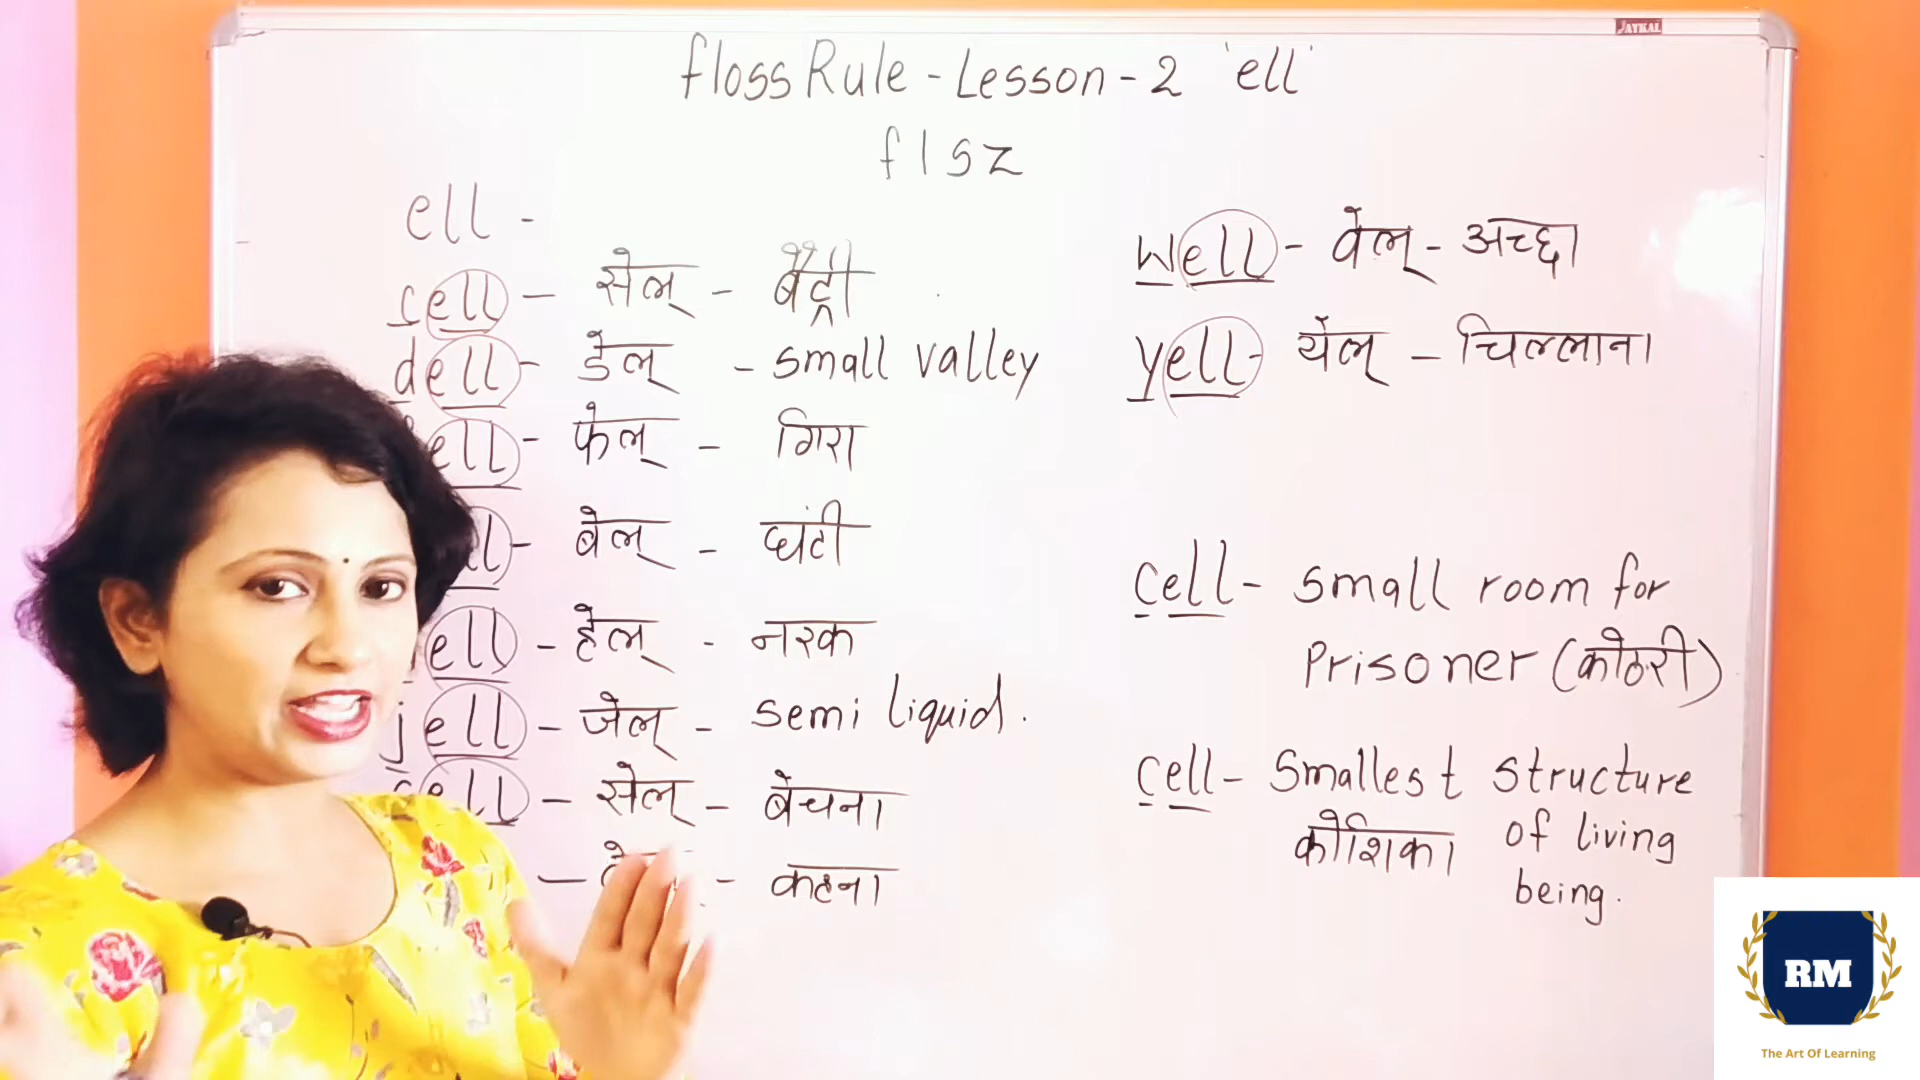 JAYKAL
floss Rule - Lesson - 2 'ell'
f l s z
ell -
cell - सेल् - बैट्री
dell - डेल् - small valley
ell - फेल् - गिरा
ell - बेल् - घंटी
ell - हेल् - नरक
jell - जेल् - semi liquid.
sell - सेल् - बेचना
- - कहना
well - वेल् - अच्छा
yell - येल् - चिल्लाना
cell - small room for
Prisoner (कोठरी)
cell - Smallest structure
कोशिका of living
being.
RM
The Art Of Learning